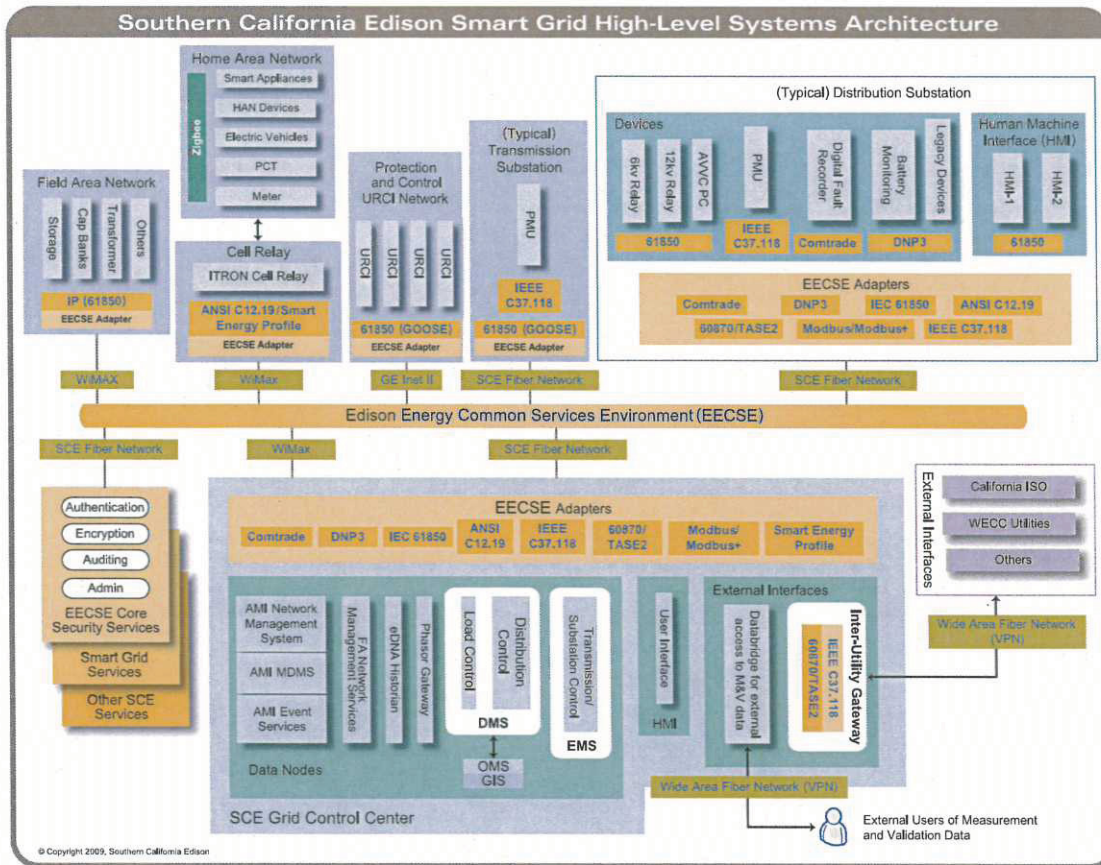 Southern California Edison Smart Grid High-Level Systems Architecture
Home Area Network
Zigbee
Smart Appliances
HAN Devices
Electric Vehicles
PCT
Meter
Field Area Network
Storage
Cap Banks
Transformer
Others
IP (61850)
EECSE Adapter
Cell Relay
ITRON Cell Relay
ANSI C12.19/Smart
Energy Profile
EECSE Adapter
Protection
and Control
URCI Network
URCI
URCI
URCI
URCI
61850 (GOOSE)
EECSE Adapter
(Typical)
Transmission
Substation
PMU
IEEE
C37.118
61850 (GOOSE)
EECSE Adapter
(Typical) Distribution Substation
Devices
6kv Relay
12kv Relay
AVVC PC
61850
PMU
IEEE
C37.118
Digital Fault
Recorder
Comtrade
Battery
Monitoring
Legacy Devices
DNP3
Human Machine
Interface (HMI)
HMI-1
HMI-2
61850
EECSE Adapters
Comtrade
DNP3
IEC 61850
ANSI C12.19
60870/TASE2
Modbus/Modbus+
IEEE C37.118
WiMAX
WiMax
GE Inet II
SCE Fiber Network
SCE Fiber Network
Edison Energy Common Services Environment (EECSE)
SCE Fiber Network
WiMax
SCE Fiber Network
Authentication
Encryption
Auditing
Admin
EECSE Core
Security Services
Smart Grid
Services
Other SCE
Services
EECSE Adapters
Comtrade
DNP3
IEC 61850
ANSI
C12.19
IEEE
C37.118
60870/
TASE2
Modbus/
Modbus+
Smart Energy
Profile
AMI Network
Management
System
AMI MDMS
AMI Event
Services
FA Network
Management Services
eDNA Historian
Phasor Gateway
Load Control
Distribution
Control
DMS
OMS
GIS
Transmission/
Substation Control
EMS
Data Nodes
User Interface
HMI
External Interfaces
Databridge for external
access to M&V data
Inter-Utility Gateway
IEEE C37.118
60870/TASE2
SCE Grid Control Center
External
Interfaces
California ISO
WECC Utilities
Others
Wide Area Fiber Network
(VPN)
Wide Area Fiber Network (VPN)
External Users of Measurement
and Validation Data
© Copyright 2009, Southern California Edison